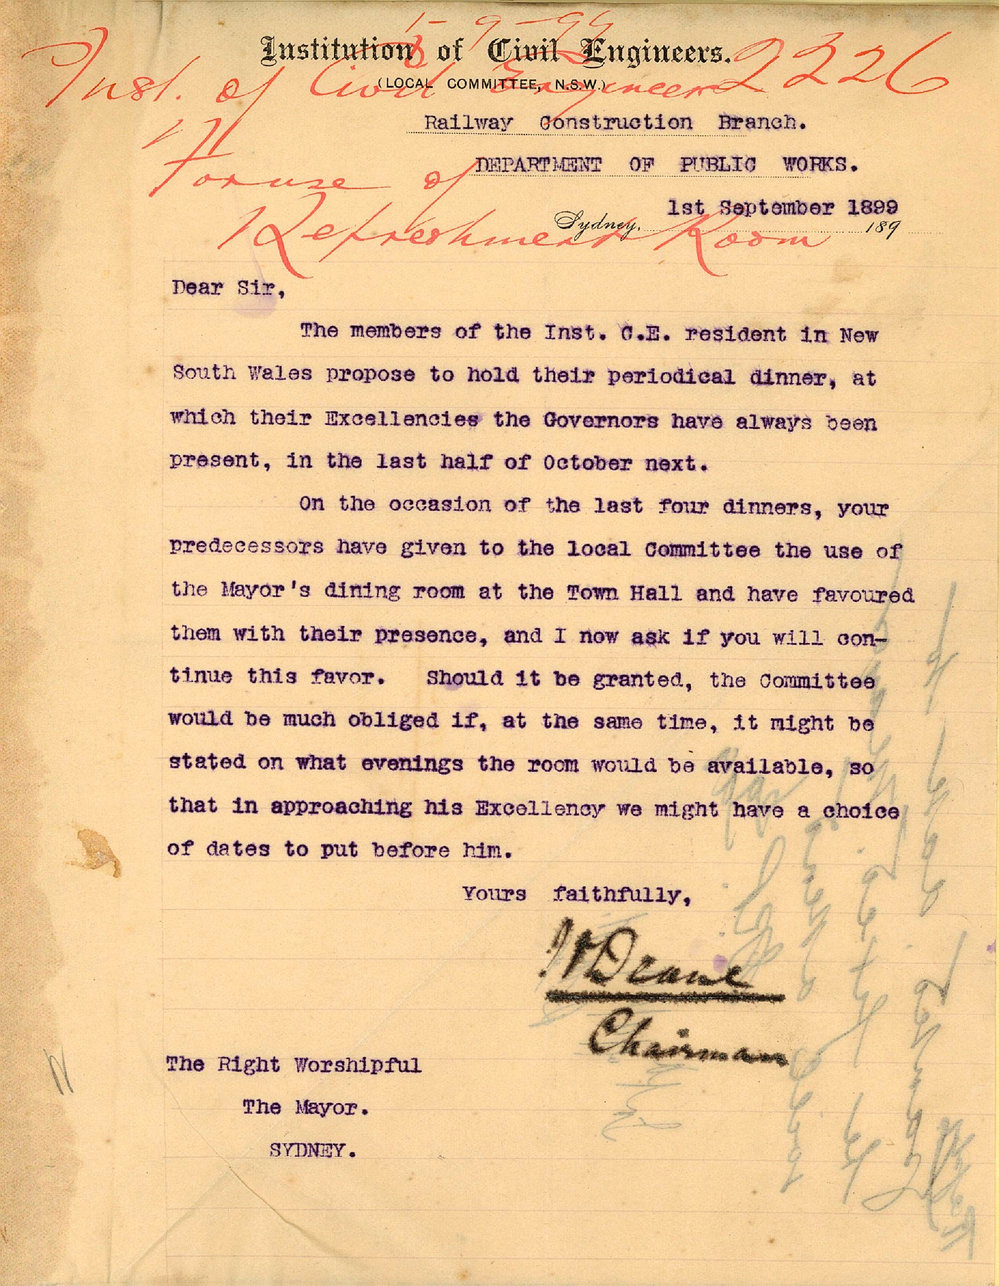 5-9-99
Institution of Civil Engineers.
Inst. of Civil Engineers 2226
(LOCAL COMMITTEE, N.S.W.)
Railway Construction Branch.
For use of
DEPARTMENT OF PUBLIC WORKS.
1st September 1899
Sydney, 189
Refreshment Room
Dear Sir,
The members of the Inst. C.E. resident in New
South Wales propose to hold their periodical dinner, at
which their Excellencies the Governors have always been
present, in the last half of October next.
On the occasion of the last four dinners, your
predecessors have given to the local Committee the use of
the Mayor's dining room at the Town Hall and have favoured
them with their presence, and I now ask if you will con-
tinue this favor. Should it be granted, the Committee
would be much obliged if, at the same time, it might be
stated on what evenings the room would be available, so
that in approaching his Excellency we might have a choice
of dates to put before him.
Yours faithfully,
Deane
Chairman
The Right Worshipful
The Mayor.
SYDNEY.